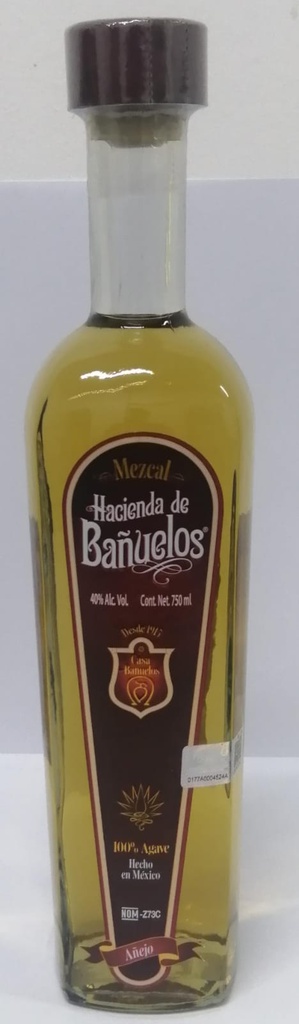 Mezcal
Hacienda de
Bañuelos®
40% Alc. Vol. Cont. Net. 750 ml
Desde 1917
Casa
Bañuelos
100% Agave
Hecho
en México
NOM-Z73C
Añejo